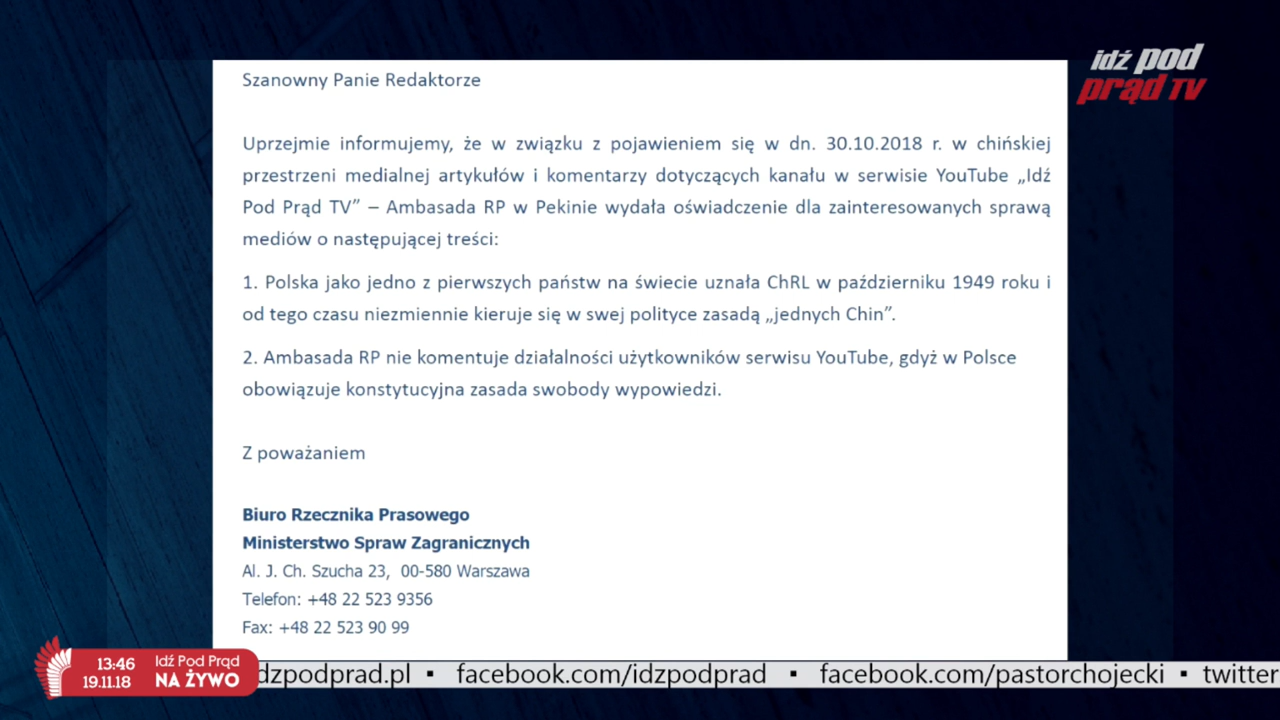 idź pod
prąd TV
Szanowny Panie Redaktorze
Uprzejmie informujemy, że w związku z pojawieniem się w dn. 30.10.2018 r. w chińskiej
przestrzeni medialnej artykułów i komentarzy dotyczących kanału w serwisie YouTube „Idź
Pod Prąd TV” – Ambasada RP w Pekinie wydała oświadczenie dla zainteresowanych sprawą
mediów o następującej treści:
1. Polska jako jedno z pierwszych państw na świecie uznała ChRL w październiku 1949 roku i
od tego czasu niezmiennie kieruje się w swej polityce zasadą „jednych Chin”.
2. Ambasada RP nie komentuje działalności użytkowników serwisu YouTube, gdyż w Polsce
obowiązuje konstytucyjna zasada swobody wypowiedzi.
Z poważaniem
Biuro Rzecznika Prasowego
Ministerstwo Spraw Zagranicznych
Al. J. Ch. Szucha 23, 00-580 Warszawa
Telefon: +48 22 523 9356
Fax: +48 22 523 90 99
13:46
19.11.18
Idź Pod Prąd
NA ŻYWO
dzpodprad.pl ▪ facebook.com/idzpodprad ▪ facebook.com/pastorchojecki ▪ twitter